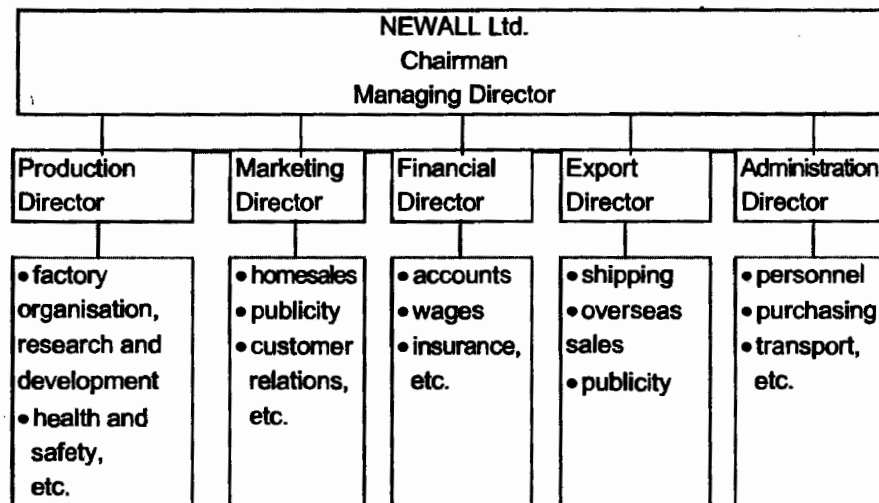 NEWALL Ltd.
Chairman
Managing Director
Production
Director
Marketing
Director
Financial
Director
Export
Director
Administration
Director
• factory
organisation,
research and
development
• health and
safety,
etc.
• homesales
• publicity
• customer
relations,
etc.
• accounts
• wages
• insurance,
etc.
• shipping
• overseas
sales
• publicity
• personnel
• purchasing
• transport,
etc.